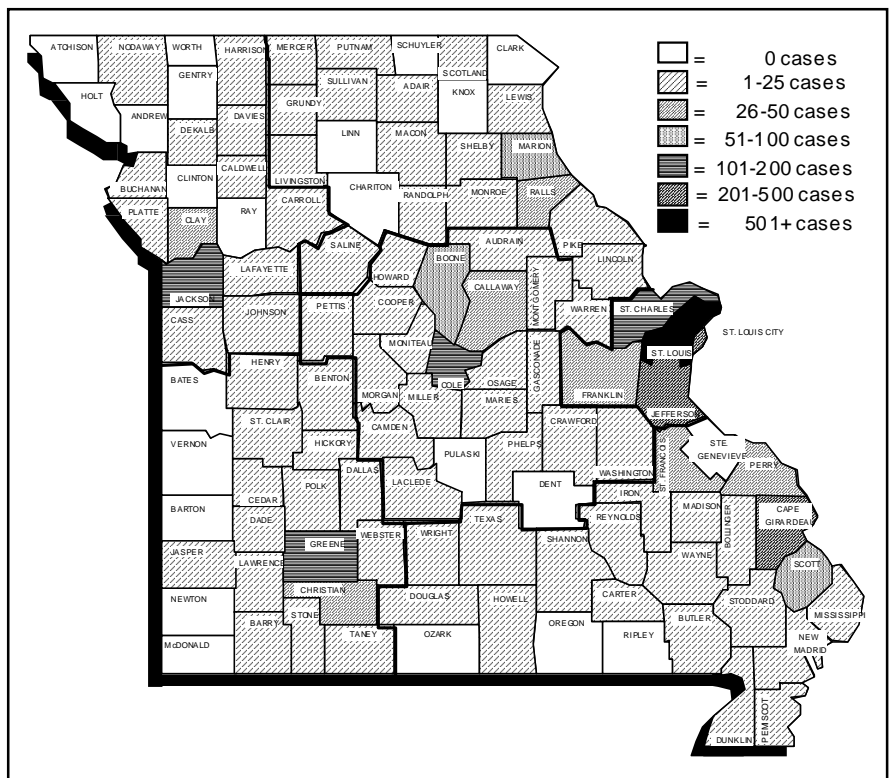 ATCHISON
NODAWAY
WORTH
HARRISON
MERCER
PUTNAM
SCHUYLER
CLARK
GENTRY
SULLIVAN
SCOTLAND
ADAIR
KNOX
HOLT
GRUNDY
LEWIS
ANDREW
DEKALB
DAVIES
LINN
MACON
SHELBY
MARION
CALDWELL
CLINTON
LIVINGSTON
BUCHANAN
CHARITON
RANDOLPH
MONROE
RALLS
PLATTE
CLAY
RAY
CARROLL
AUDRAIN
PIKE
SALINE
BOONE
LINCOLN
LAFAYETTE
HOWARD
CALLAWAY
MONTGOMERY
JACKSON
COOPER
WARREN
ST. CHARLES
CASS
JOHNSON
PETTIS
ST. LOUIS CITY
MONITEAU
GASCONADE
ST. LOUIS
HENRY
BATES
BENTON
COLE
OSAGE
MORGAN
MILLER
MARIES
FRANKLIN
JEFFERSON
ST. CLAIR
CAMDEN
CRAWFORD
VERNON
HICKORY
PULASKI
PHELPS
WASHINGTON
ST. FRANCOIS
STE.
GENEVIEVE
PERRY
DALLAS
LACLEDE
DENT
POLK
CEDAR
IRON
BARTON
MADISON
BOLLINGER
CAPE
GIRARDEAU
DADE
TEXAS
REYNOLDS
WEBSTER
WRIGHT
SHANNON
JASPER
GREENE
WAYNE
LAWRENCE
SCOTT
CHRISTIAN
DOUGLAS
HOWELL
CARTER
STODDARD
NEWTON
STONE
BARRY
BUTLER
MISSISSIPPI
TANEY
OZARK
OREGON
RIPLEY
NEW
MADRID
McDONALD
DUNKLIN
PEMISCOT
= 0 cases
= 1-25 cases
= 26-50 cases
= 51-100 cases
= 101-200 cases
= 201-500 cases
= 501+ cases